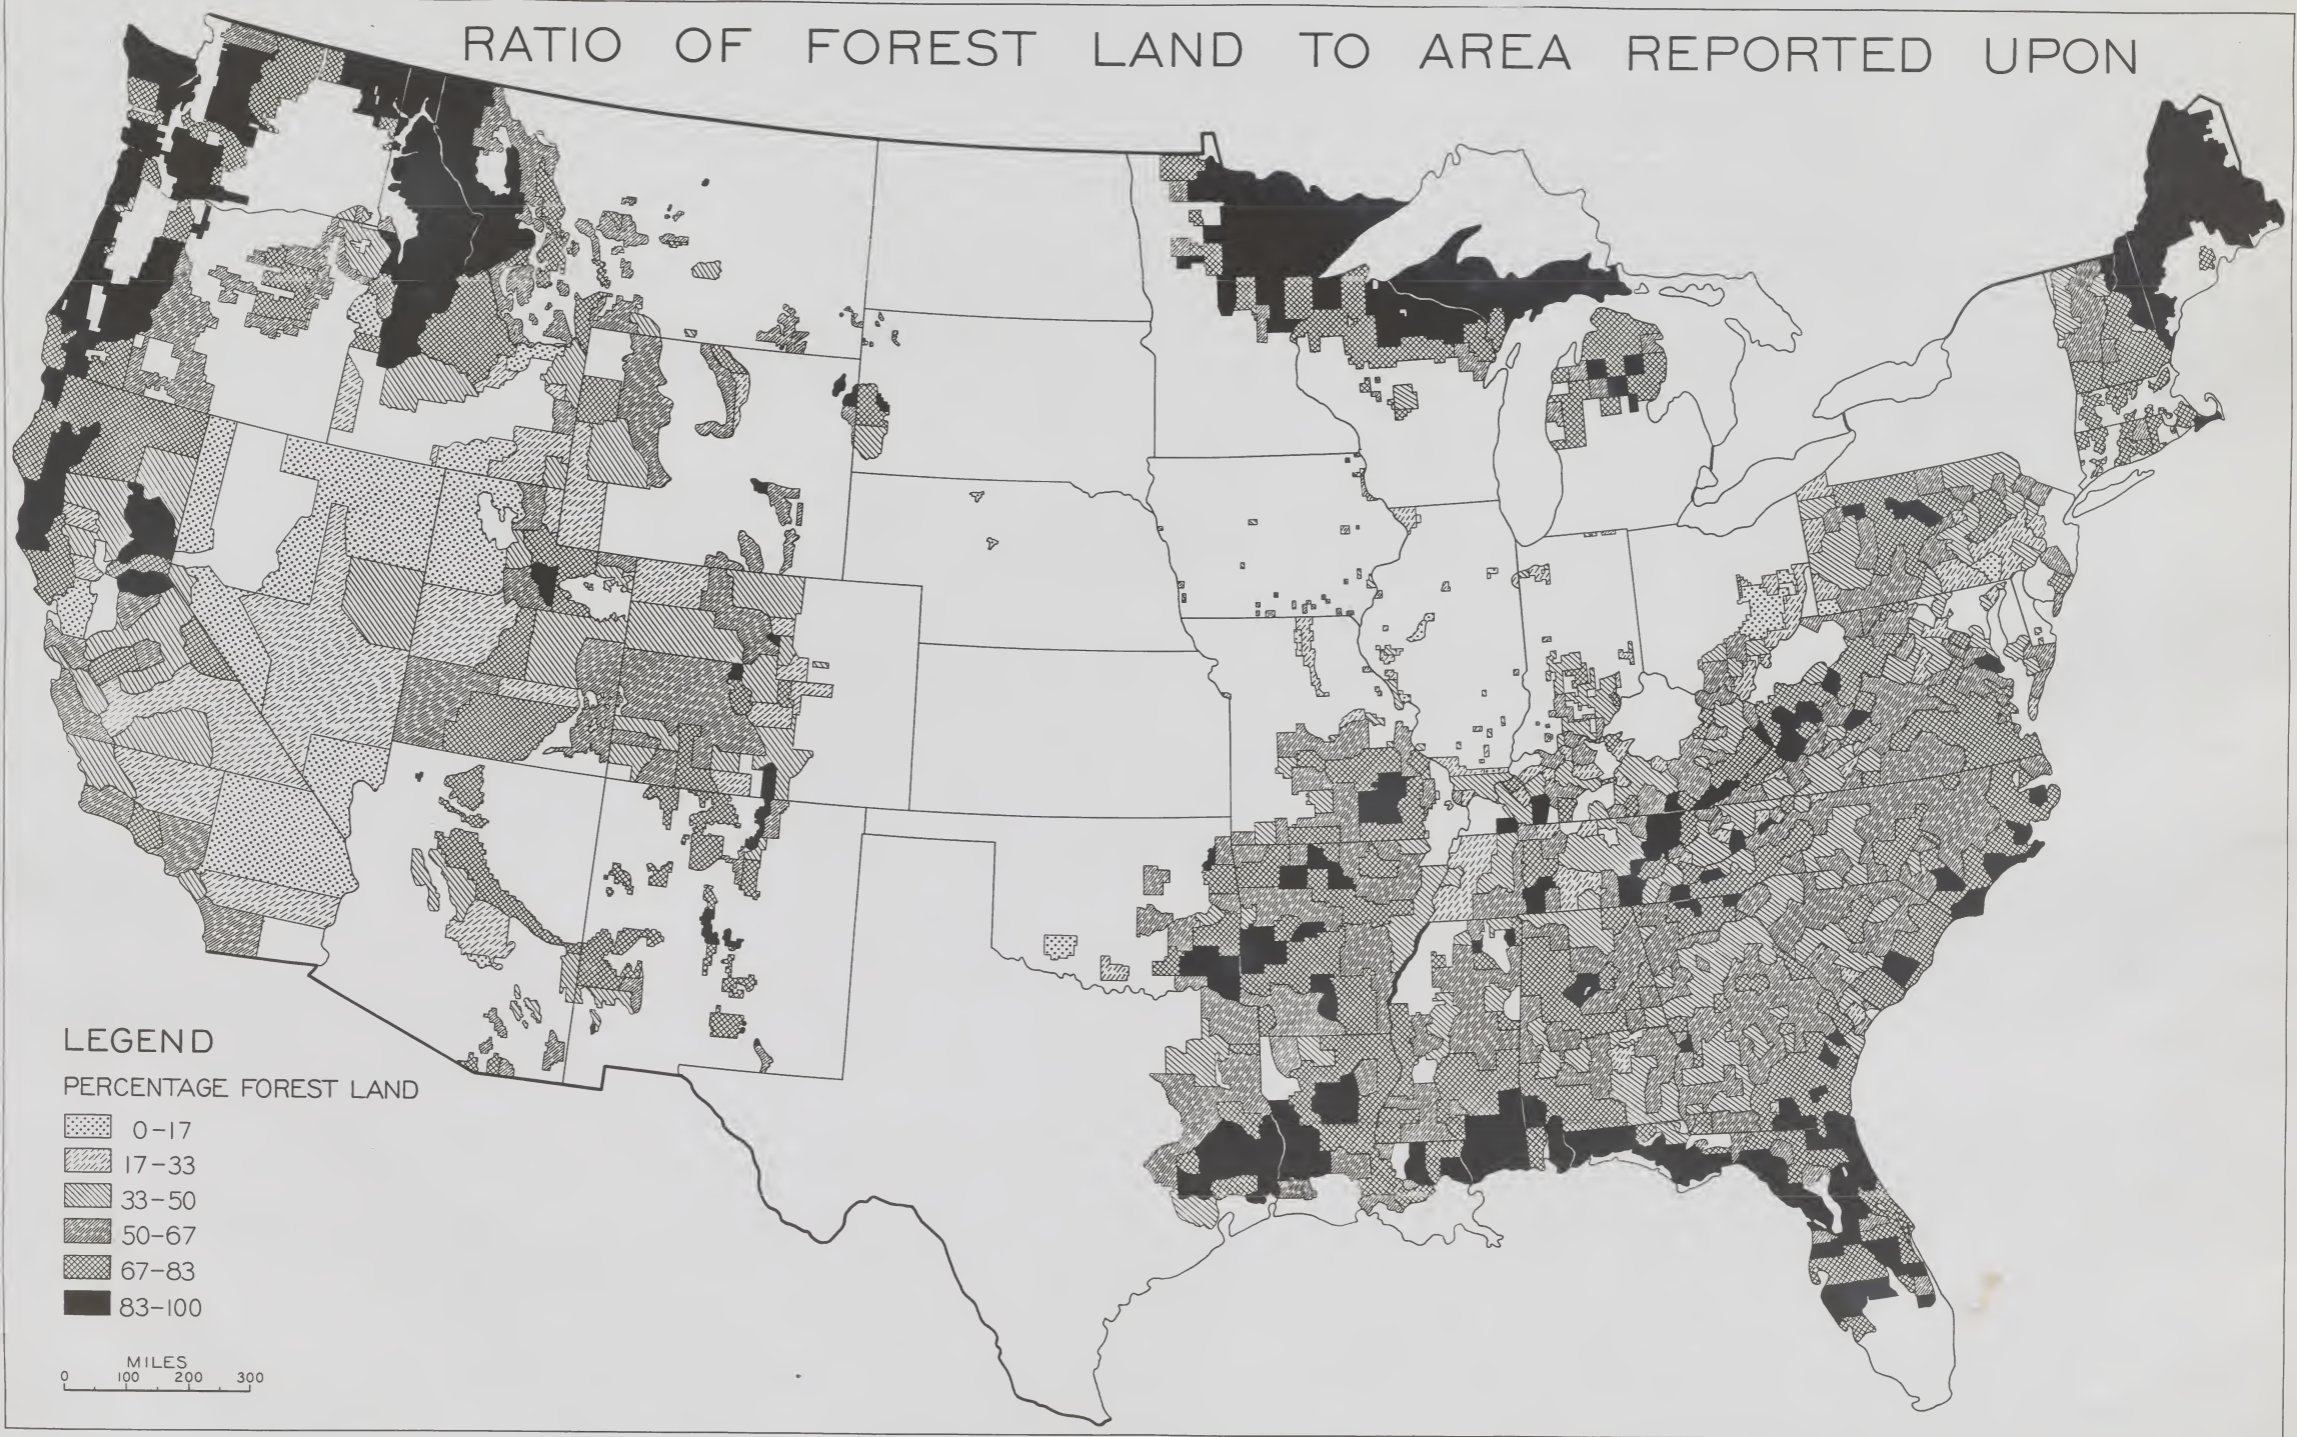 RATIO OF FOREST LAND TO AREA REPORTED UPON
LEGEND
PERCENTAGE FOREST LAND
0-17
17-33
33-50
50-67
67-83
83-100
MILES
0 100 200 300